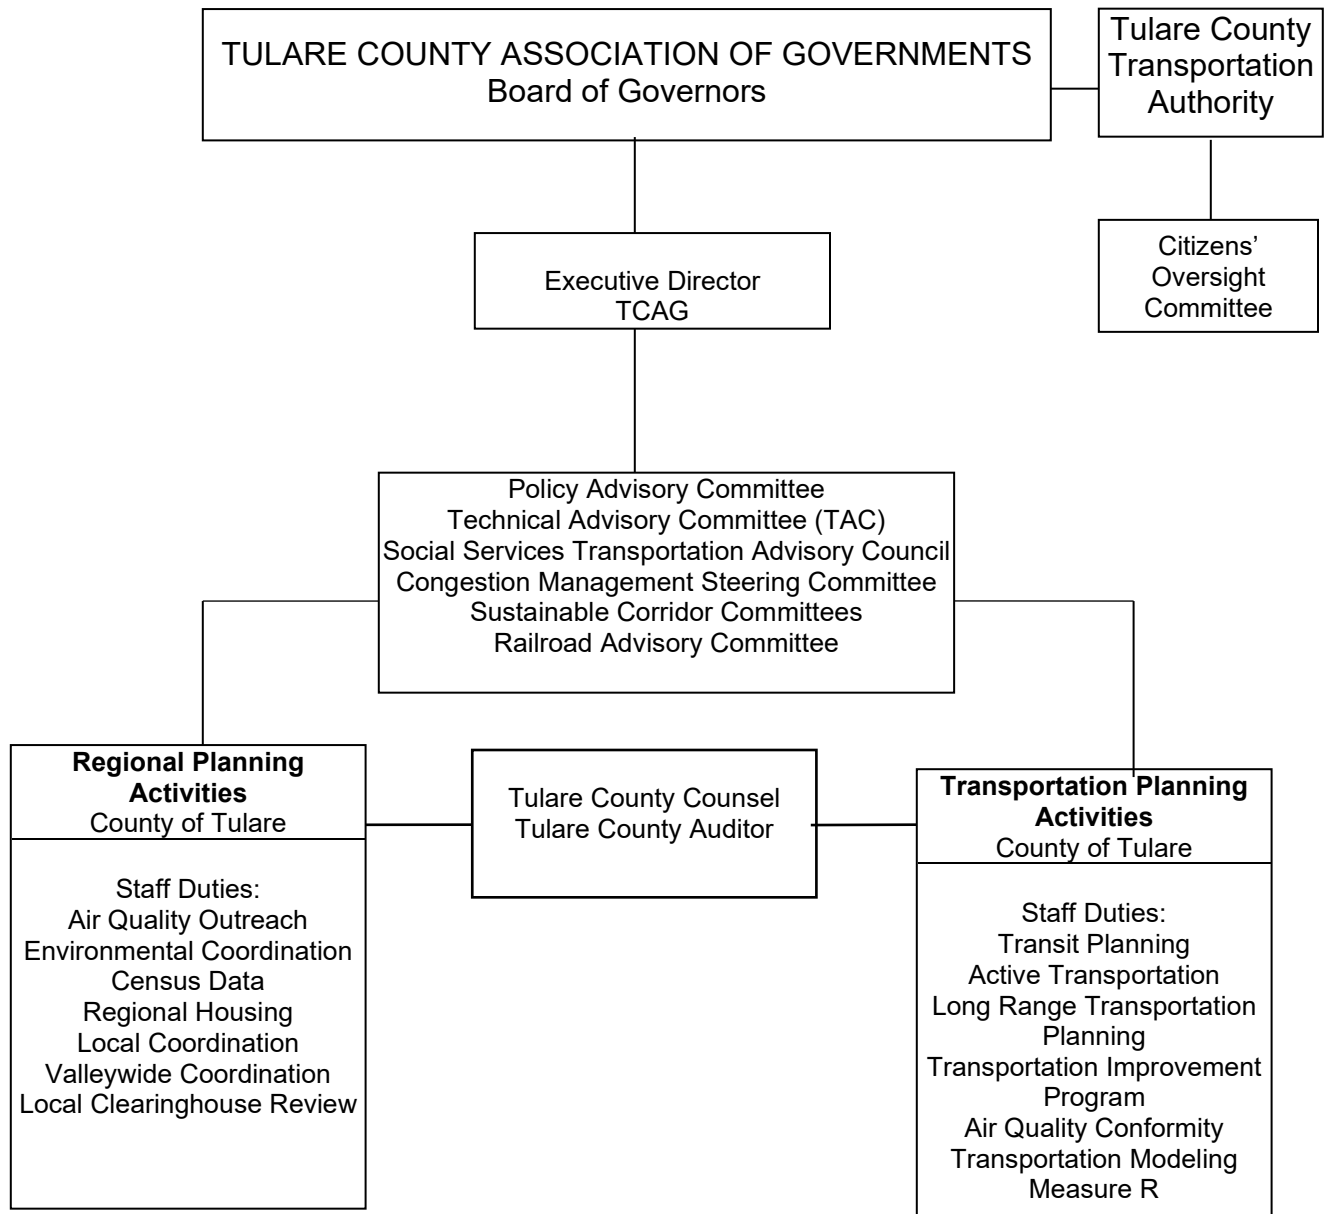 TULARE COUNTY ASSOCIATION OF GOVERNMENTS
Board of Governors
Tulare County
Transportation
Authority
Citizens’
Oversight
Committee
Executive Director
TCAG
Policy Advisory Committee
Technical Advisory Committee (TAC)
Social Services Transportation Advisory Council
Congestion Management Steering Committee
Sustainable Corridor Committees
Railroad Advisory Committee
Regional Planning
Activities
County of Tulare
Staff Duties:
Air Quality Outreach
Environmental Coordination
Census Data
Regional Housing
Local Coordination
Valleywide Coordination
Local Clearinghouse Review
Tulare County Counsel
Tulare County Auditor
Transportation Planning
Activities
County of Tulare
Staff Duties:
Transit Planning
Active Transportation
Long Range Transportation
Planning
Transportation Improvement
Program
Air Quality Conformity
Transportation Modeling
Measure R